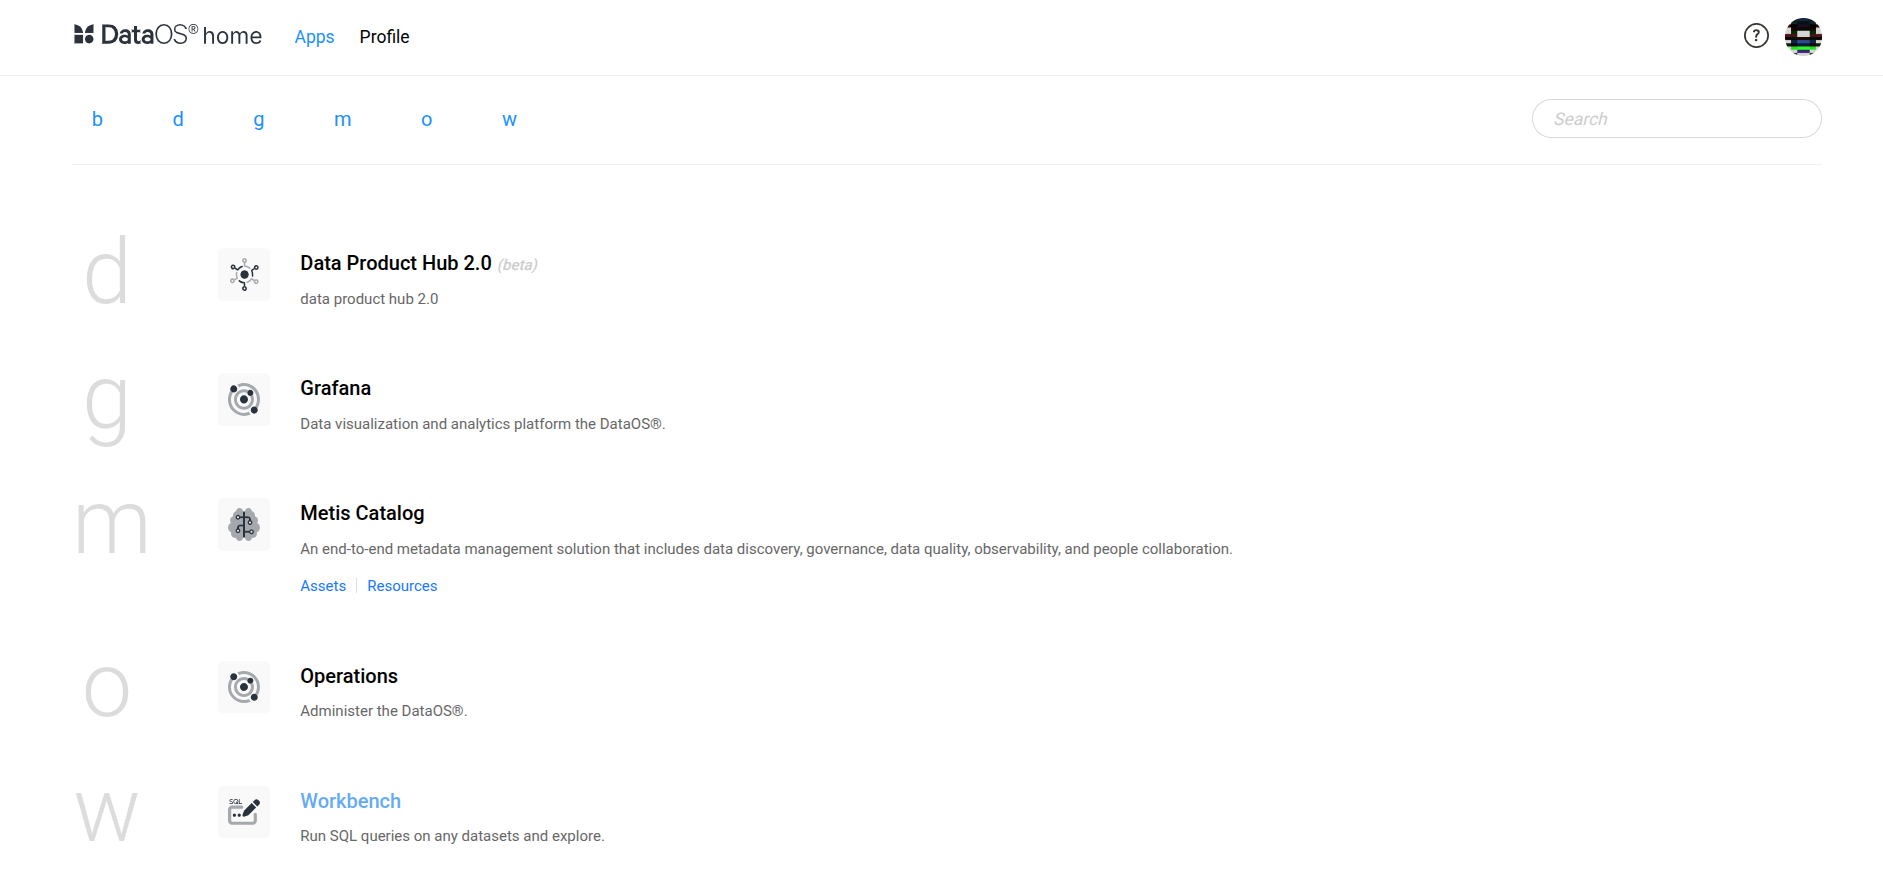 DataOS® home Apps Profile ?
b d g m o w Search
d
Data Product Hub 2.0 (beta)
data product hub 2.0
g
Grafana
Data visualization and analytics platform the DataOS®.
m
Metis Catalog
An end-to-end metadata management solution that includes data discovery, governance, data quality, observability, and people collaboration.
Assets Resources
o
Operations
Administer the DataOS®.
w
SQL
Workbench
Run SQL queries on any datasets and explore.